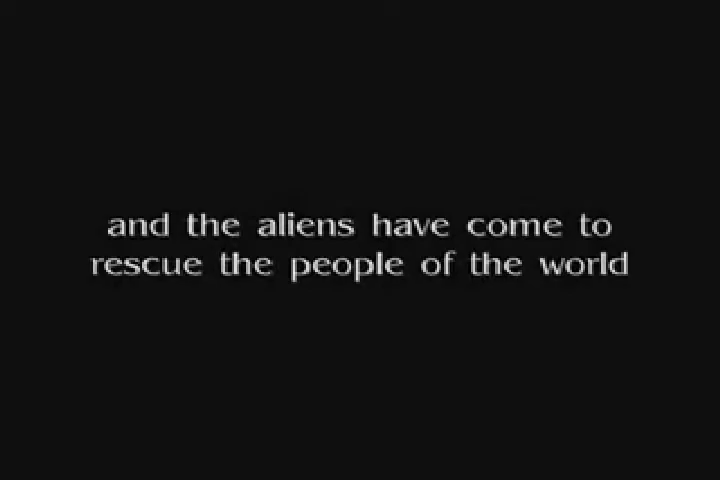 and the aliens have come to
rescue the people of the world